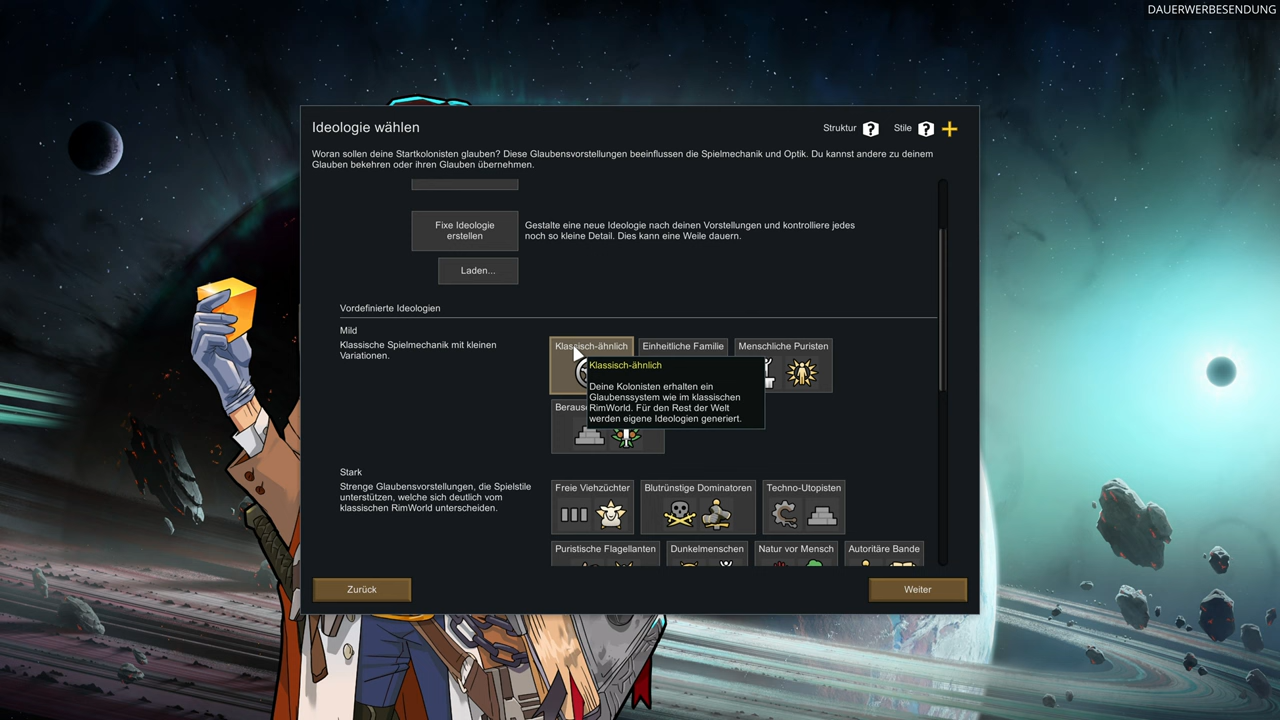 DAUERWERBESENDUNG
Ideologie wählen
Struktur
Stile
Woran sollen deine Startkolonisten glauben? Diese Glaubensvorstellungen beeinflussen die Spielmechanik und Optik. Du kannst andere zu deinem
Glauben bekehren oder ihren Glauben übernehmen.
Fixe Ideologie
erstellen
Gestalte eine neue Ideologie nach deinen Vorstellungen und kontrolliere jedes
noch so kleine Detail. Dies kann eine Weile dauern.
Laden...
Vordefinierte Ideologien
Mild
Klassische Spielmechanik mit kleinen
Variationen.
Klassisch-ähnlich
Einheitliche Familie
Menschliche Puristen
Klassisch-ähnlich
Deine Kolonisten erhalten ein
Glaubenssystem wie im klassischen
RimWorld. Für den Rest der Welt
werden eigene Ideologien generiert.
Stark
Strenge Glaubensvorstellungen, die Spielstile
unterstützen, welche sich deutlich vom
klassischen RimWorld unterscheiden.
Freie Viehzüchter
Blutrünstige Dominatoren
Techno-Utopisten
Puristische Flagellanten
Dunkelmenschen
Natur vor Mensch
Autoritäre Bande
Zurück
Weiter